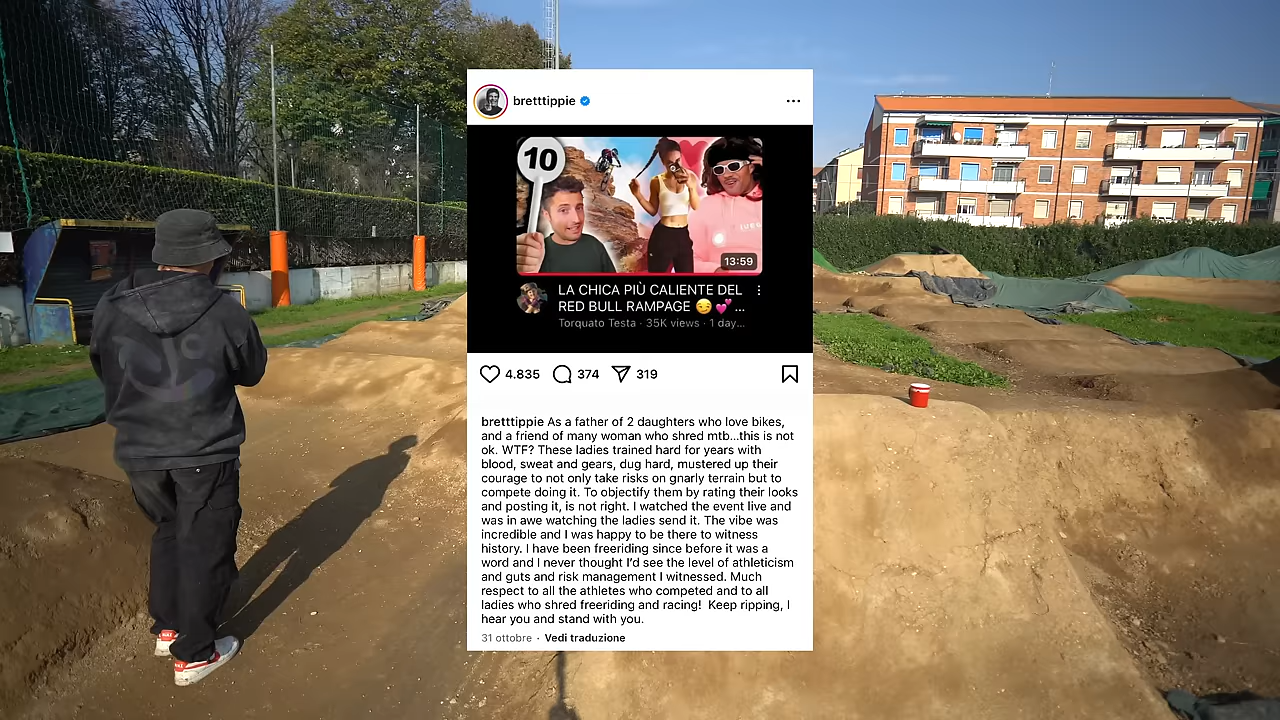 bretttippie
10
13:59
LA CHICA PIÙ CALIENTE DEL
RED BULL RAMPAGE 😏 💕 ...
Torquato Testa · 35K views · 1 day...
4.835
374
319
bretttippie As a father of 2 daughters who love bikes,
and a friend of many woman who shred mtb...this is not
ok. WTF? These ladies trained hard for years with
blood, sweat and gears, dug hard, mustered up their
courage to not only take risks on gnarly terrain but to
compete doing it. To objectify them by rating their looks
and posting it, is not right. I watched the event live and
was in awe watching the ladies send it. The vibe was
incredible and I was happy to be there to witness
history. I have been freeriding since before it was a
word and I never thought I'd see the level of athleticism
and guts and risk management I witnessed. Much
respect to all the athletes who competed and to all
ladies who shred freeriding and racing! Keep ripping, I
hear you and stand with you.
31 ottobre · Vedi traduzione